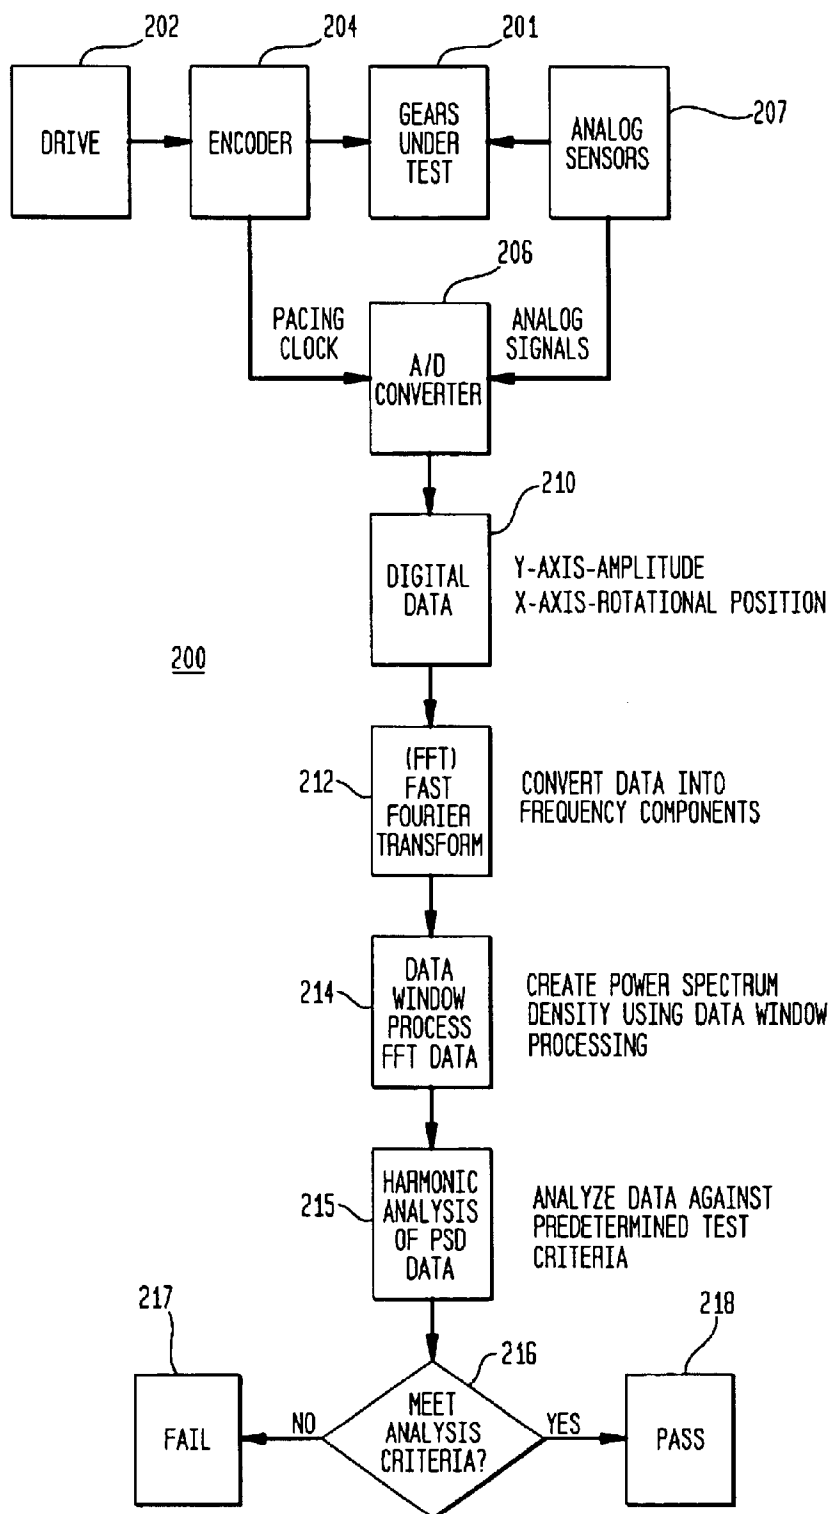 202
204
201
207
DRIVE
ENCODER
GEARS
UNDER
TEST
ANALOG
SENSORS
206
PACING
CLOCK
A/D
CONVERTER
ANALOG
SIGNALS
210
DIGITAL
DATA
Y-AXIS-AMPLITUDE
X-AXIS-ROTATIONAL POSITION
200
212
(FFT)
FAST
FOURIER
TRANSFORM
CONVERT DATA INTO
FREQUENCY COMPONENTS
214
DATA
WINDOW
PROCESS
FFT DATA
CREATE POWER SPECTRUM
DENSITY USING DATA WINDOW
PROCESSING
215
HARMONIC
ANALYSIS
OF PSD
DATA
ANALYZE DATA AGAINST
PREDETERMINED TEST
CRITERIA
217
216
218
FAIL
NO
MEET
ANALYSIS
CRITERIA?
YES
PASS